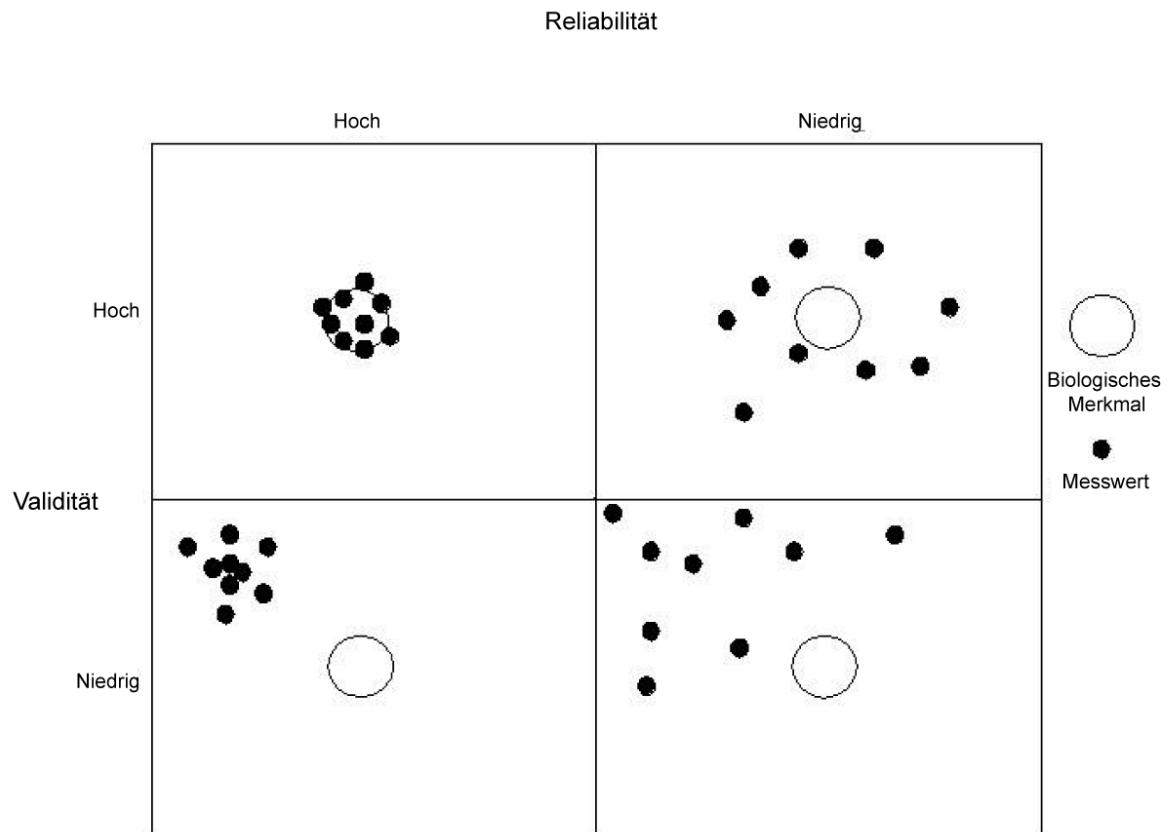 Reliabilität
Hoch
Niedrig
Hoch
Biologisches
Merkmal
Messwert
Validität
Niedrig